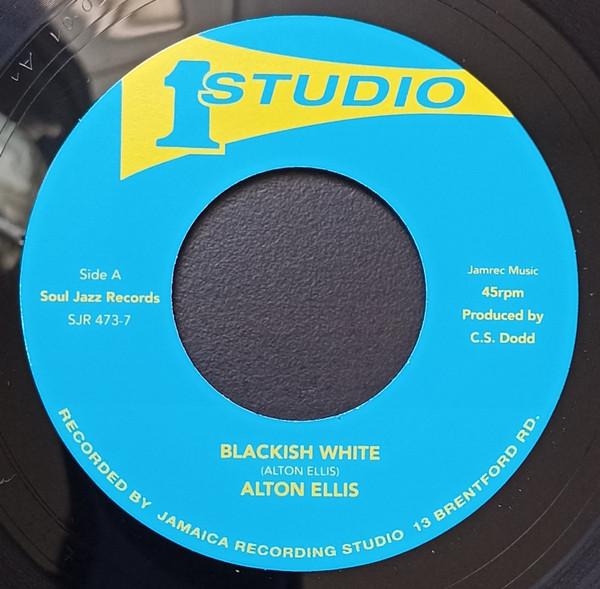 1 STUDIO
Side A
Soul Jazz Records
SJR 473-7
Jamrec Music
45rpm
Produced by
C.S. Dodd
BLACKISH WHITE
(ALTON ELLIS)
ALTON ELLIS
RECORDED BY JAMAICA RECORDING STUDIO 13 BRENTFORD RD.